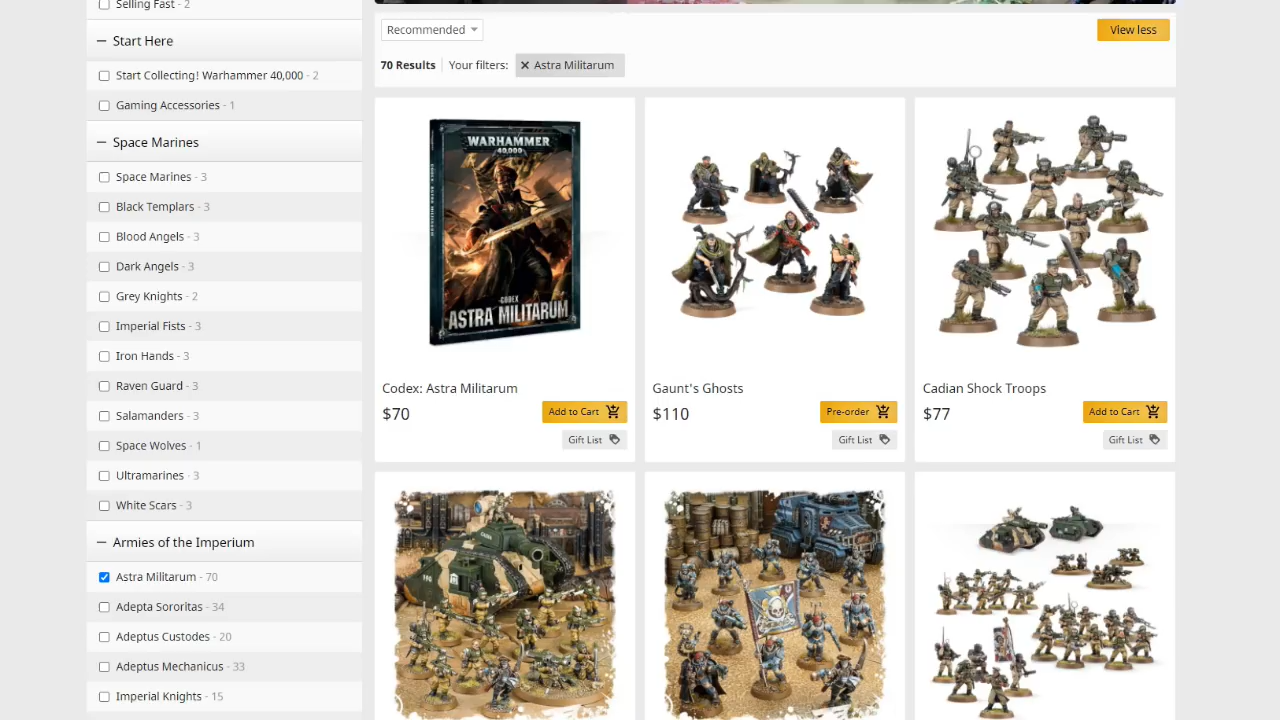 Selling Fast - 2
Start Here
Start Collecting! Warhammer 40,000 - 2
Gaming Accessories - 1
Space Marines
Space Marines - 3
Black Templars - 3
Blood Angels - 3
Dark Angels - 3
Grey Knights - 2
Imperial Fists - 3
Iron Hands - 3
Raven Guard - 3
Salamanders - 3
Space Wolves - 1
Ultramarines - 3
White Scars - 3
Armies of the Imperium
Astra Militarum - 70
Adepta Sororitas - 34
Adeptus Custodes - 20
Adeptus Mechanicus - 33
Imperial Knights - 15
Recommended
View less
70 Results
Your filters:
Astra Militarum
WARHAMMER
40,000
CODEX
ASTRA MILITARUM
Codex: Astra Militarum
$70
Add to Cart
Gift List
Gaunt's Ghosts
$110
Pre-order
Gift List
Cadian Shock Troops
$77
Add to Cart
Gift List